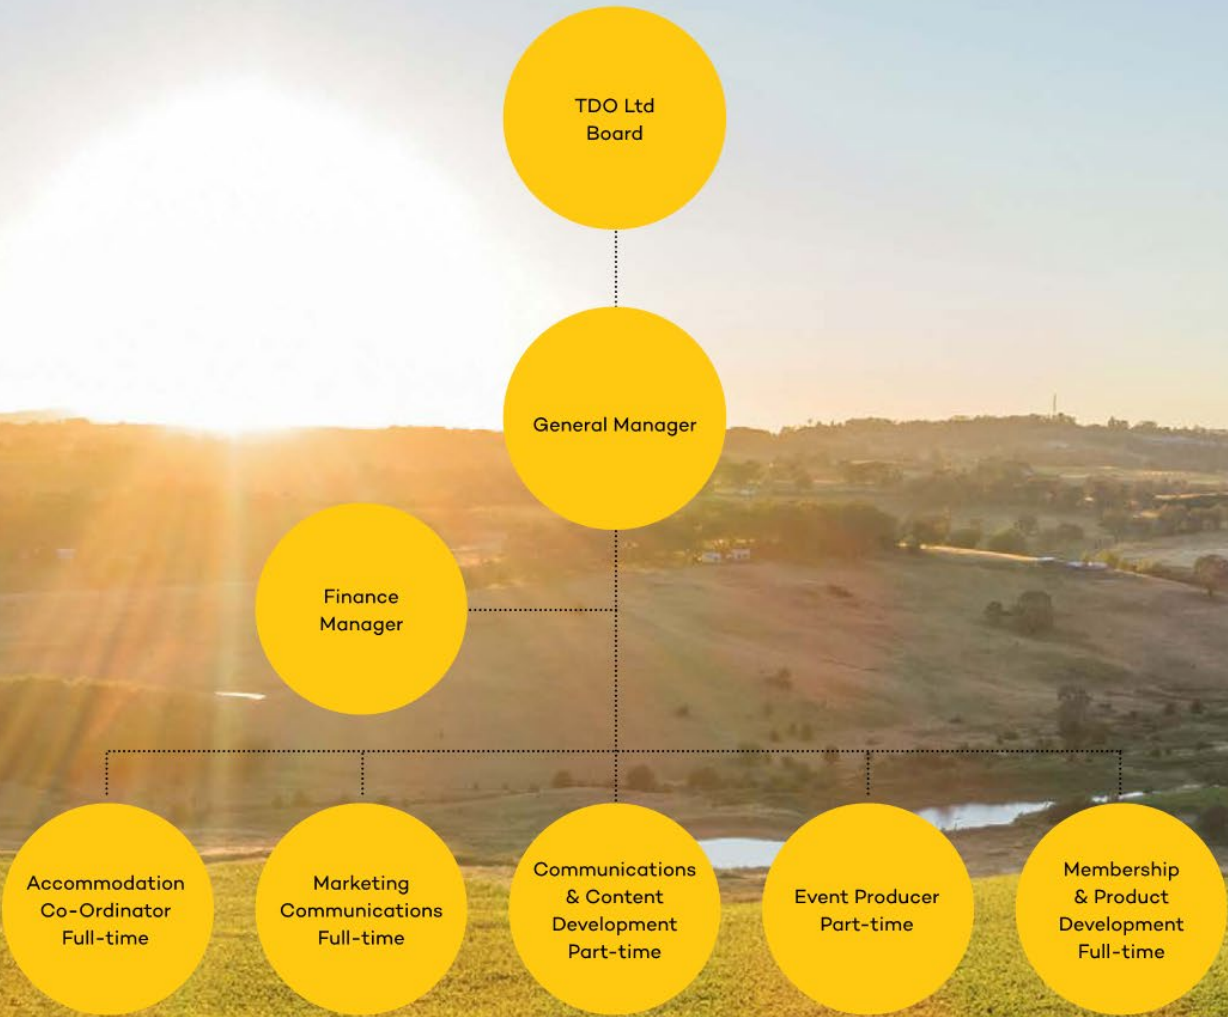 TDO Ltd
Board
General Manager
Finance
Manager
Accommodation
Co-Ordinator
Full-time
Marketing
Communications
Full-time
Communications
& Content
Development
Part-time
Event Producer
Part-time
Membership
& Product
Development
Full-time